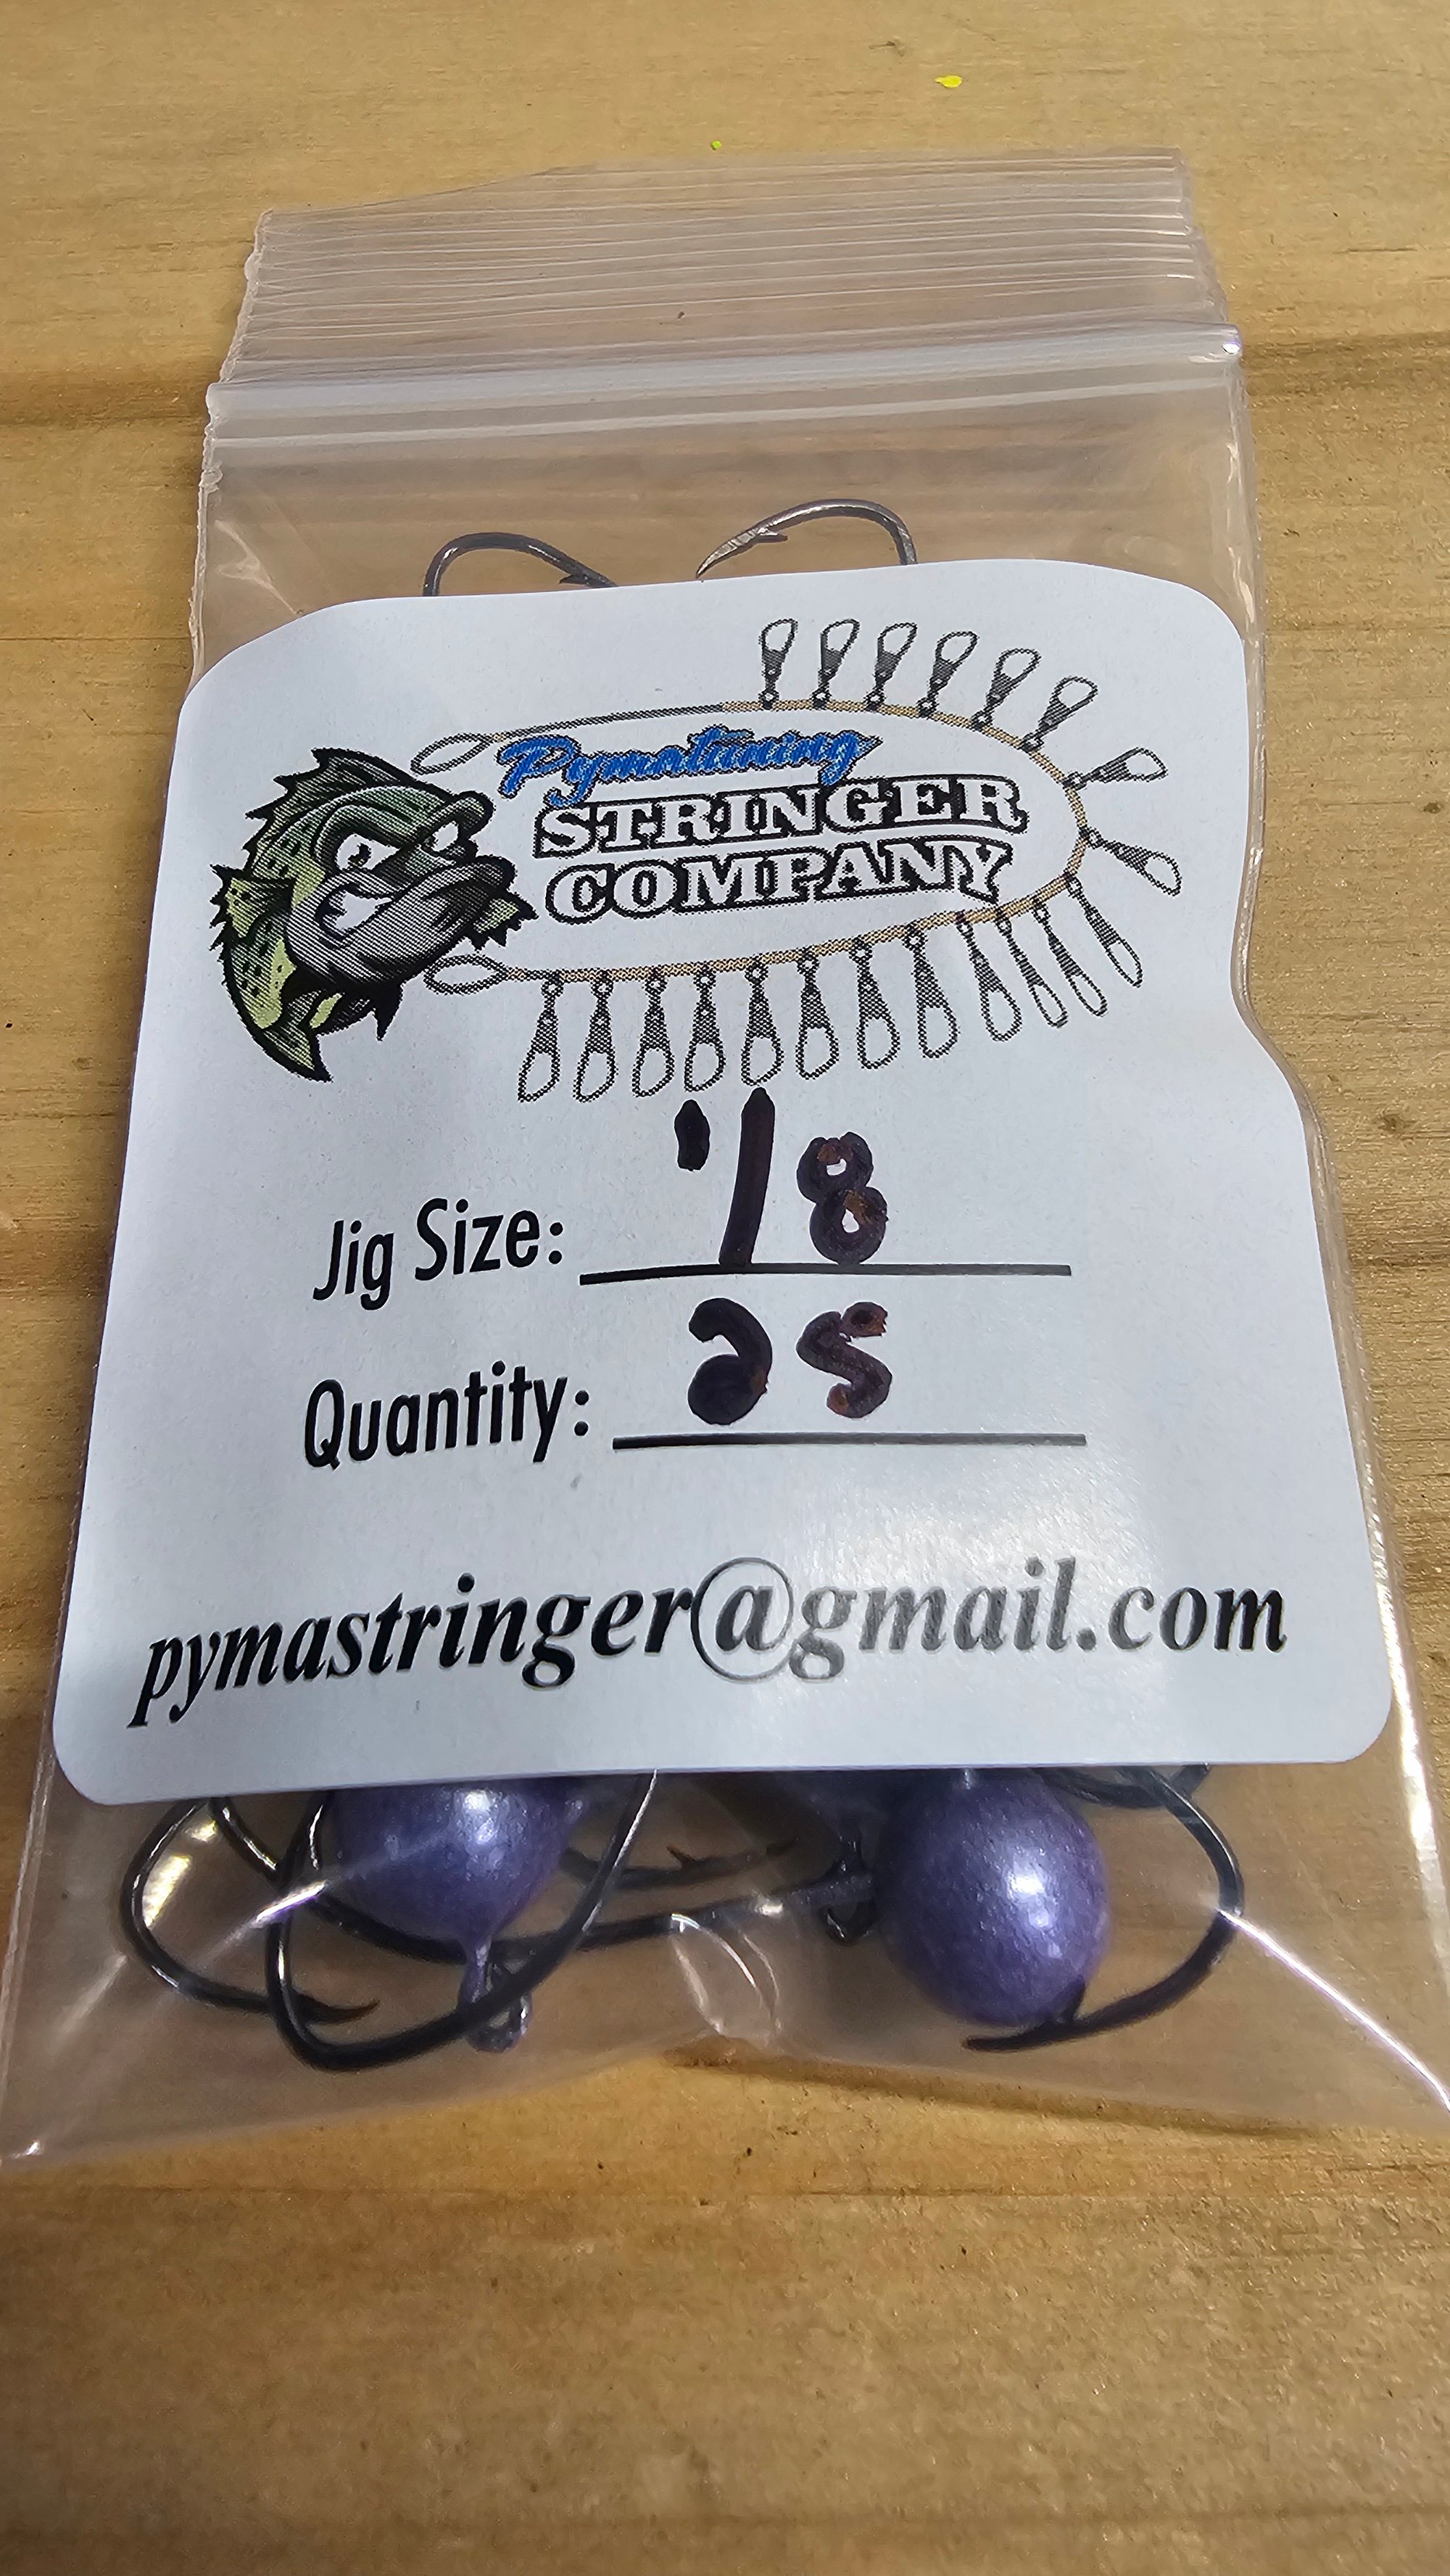 Pymatuning
STRINGER
COMPANY
Jig Size: 1/8
Quantity: 25
pymastringer@gmail.com